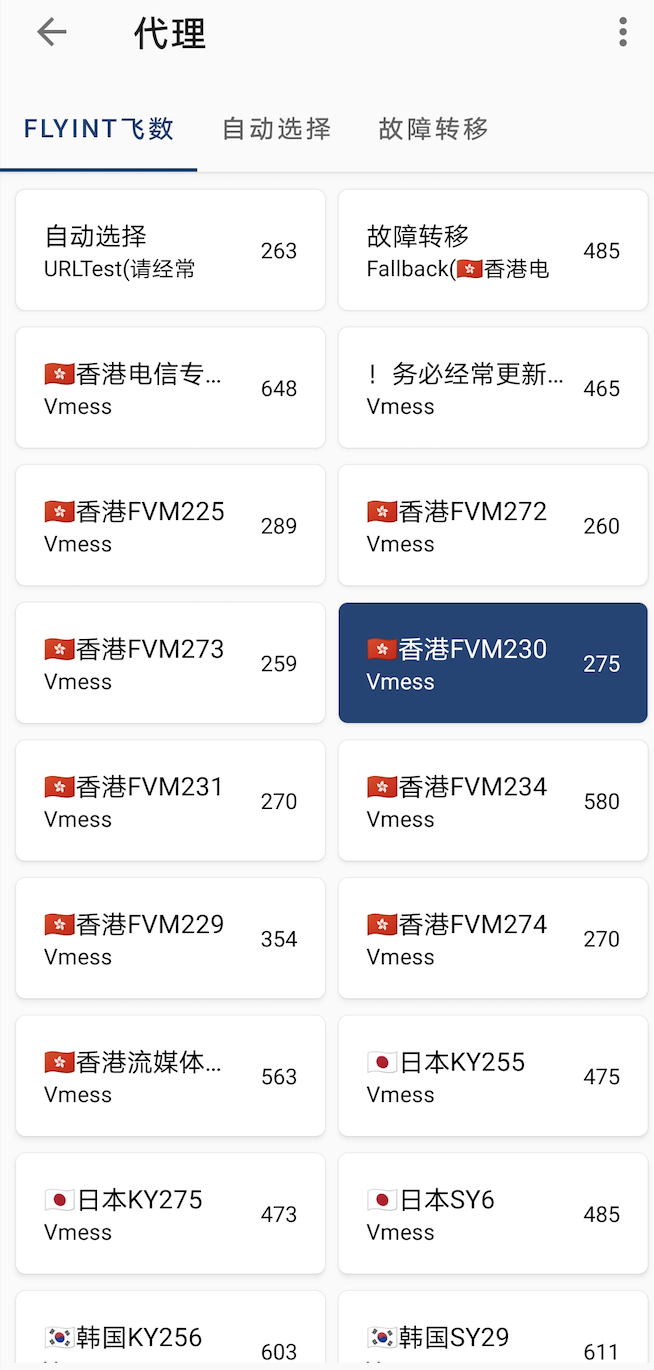 代理
FLYINT飞数 自动选择 故障转移
自动选择
URLTest(请经常
263
故障转移
Fallback(🇭🇰香港电
485
🇭🇰香港电信专...
Vmess
648
！务必经常更新...
Vmess
465
🇭🇰香港FVM225
Vmess
289
🇭🇰香港FVM272
Vmess
260
🇭🇰香港FVM273
Vmess
259
🇭🇰香港FVM230
Vmess
275
🇭🇰香港FVM231
Vmess
270
🇭🇰香港FVM234
Vmess
580
🇭🇰香港FVM229
Vmess
354
🇭🇰香港FVM274
Vmess
270
🇭🇰香港流媒体...
Vmess
563
🇯🇵日本KY255
Vmess
475
🇯🇵日本KY275
Vmess
473
🇯🇵日本SY6
Vmess
485
🇰🇷韩国KY256
603
🇰🇷韩国SY29
611